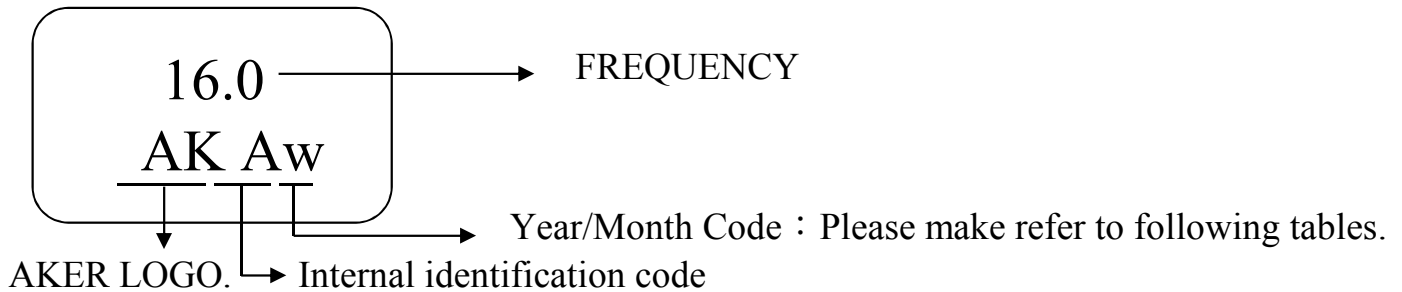 16.0 FREQUENCY
AK Aw
Year/Month Code：Please make refer to following tables.
AKER LOGO. Internal identification code